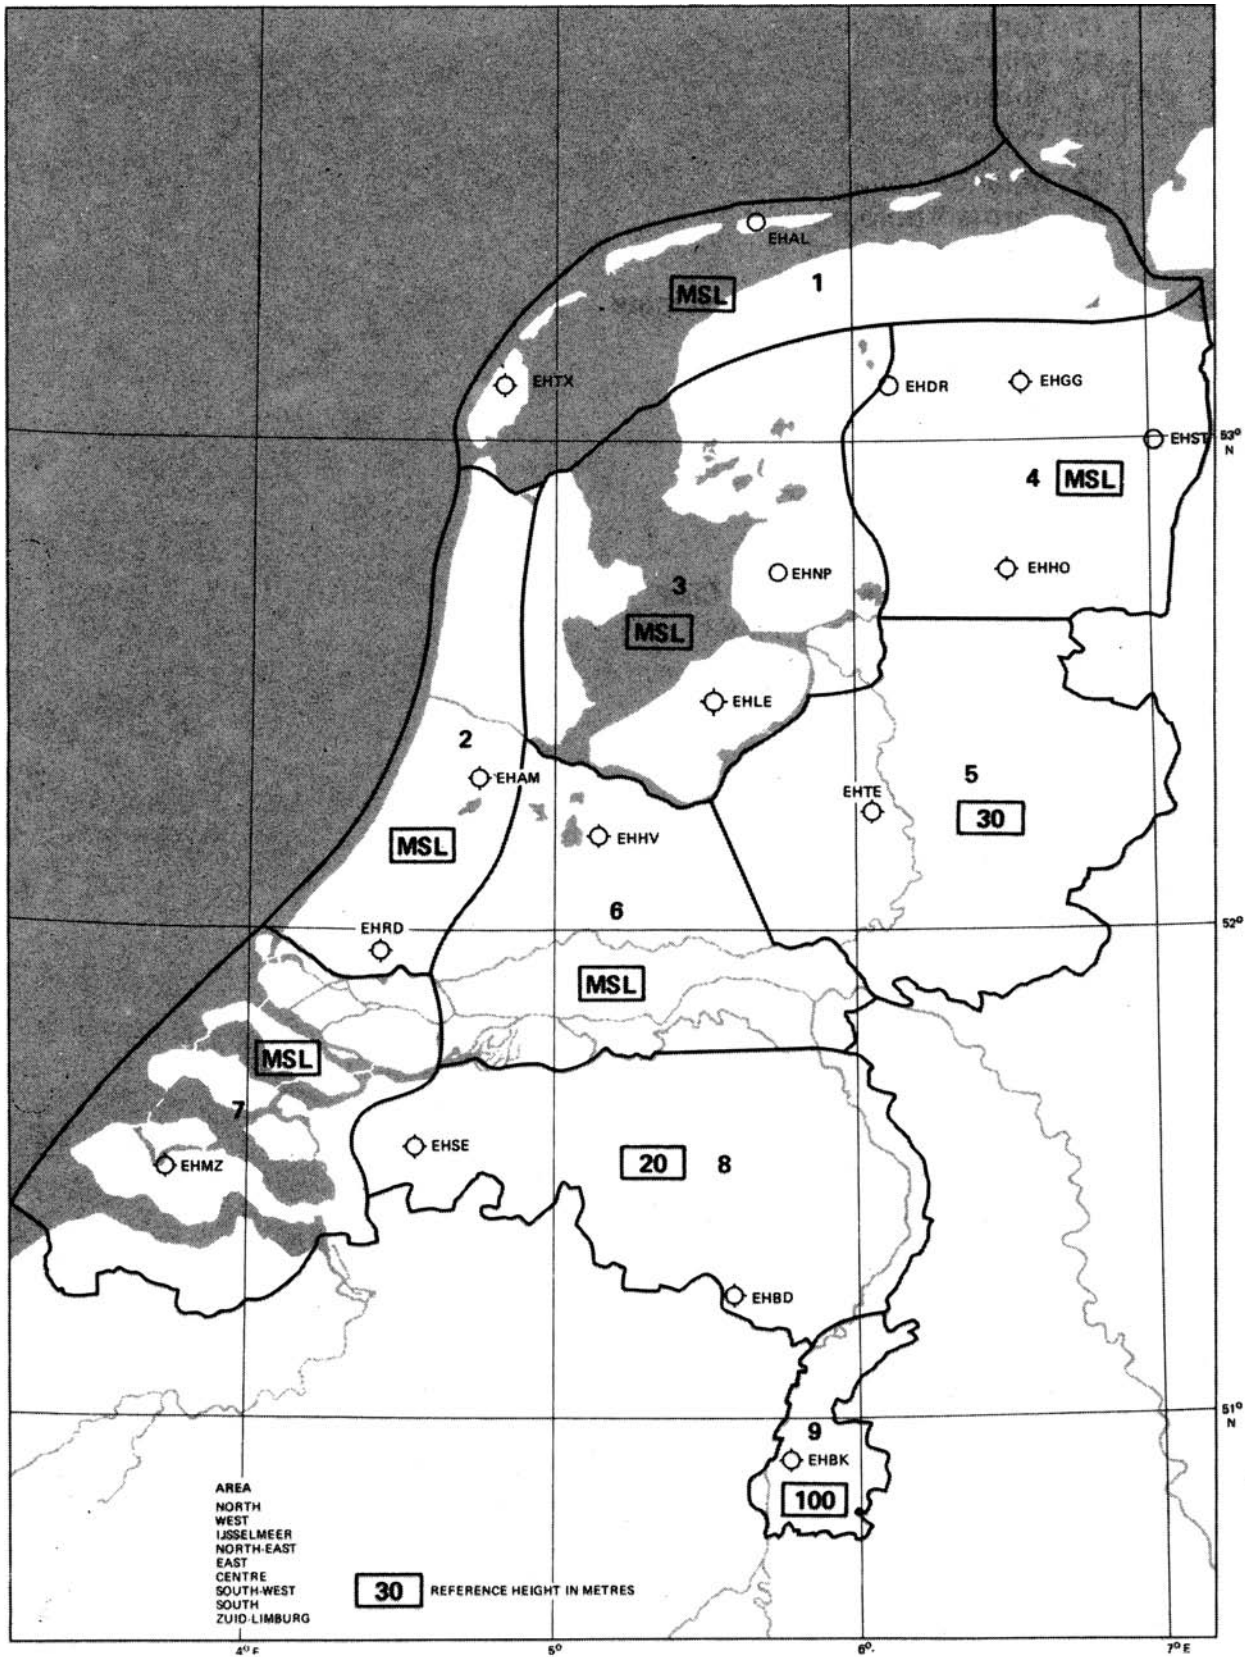 EHAL
1
MSL
EHTX
EHDR
EHGG
EHST
53°
N
4 MSL
EHNP
EHHO
3
MSL
EHLE
2
EHAM
5
EHTE
30
EHHV
MSL
6
EHRD
52°
MSL
MSL
7
EHSE
20 8
EHMZ
EHBD
51°
N
9
EHBK
100
AREA
NORTH
WEST
IJSSELMEER
NORTH-EAST
EAST
CENTRE
SOUTH-WEST
SOUTH
ZUID-LIMBURG
30 REFERENCE HEIGHT IN METRES
4° E
5°
6°.
7° E